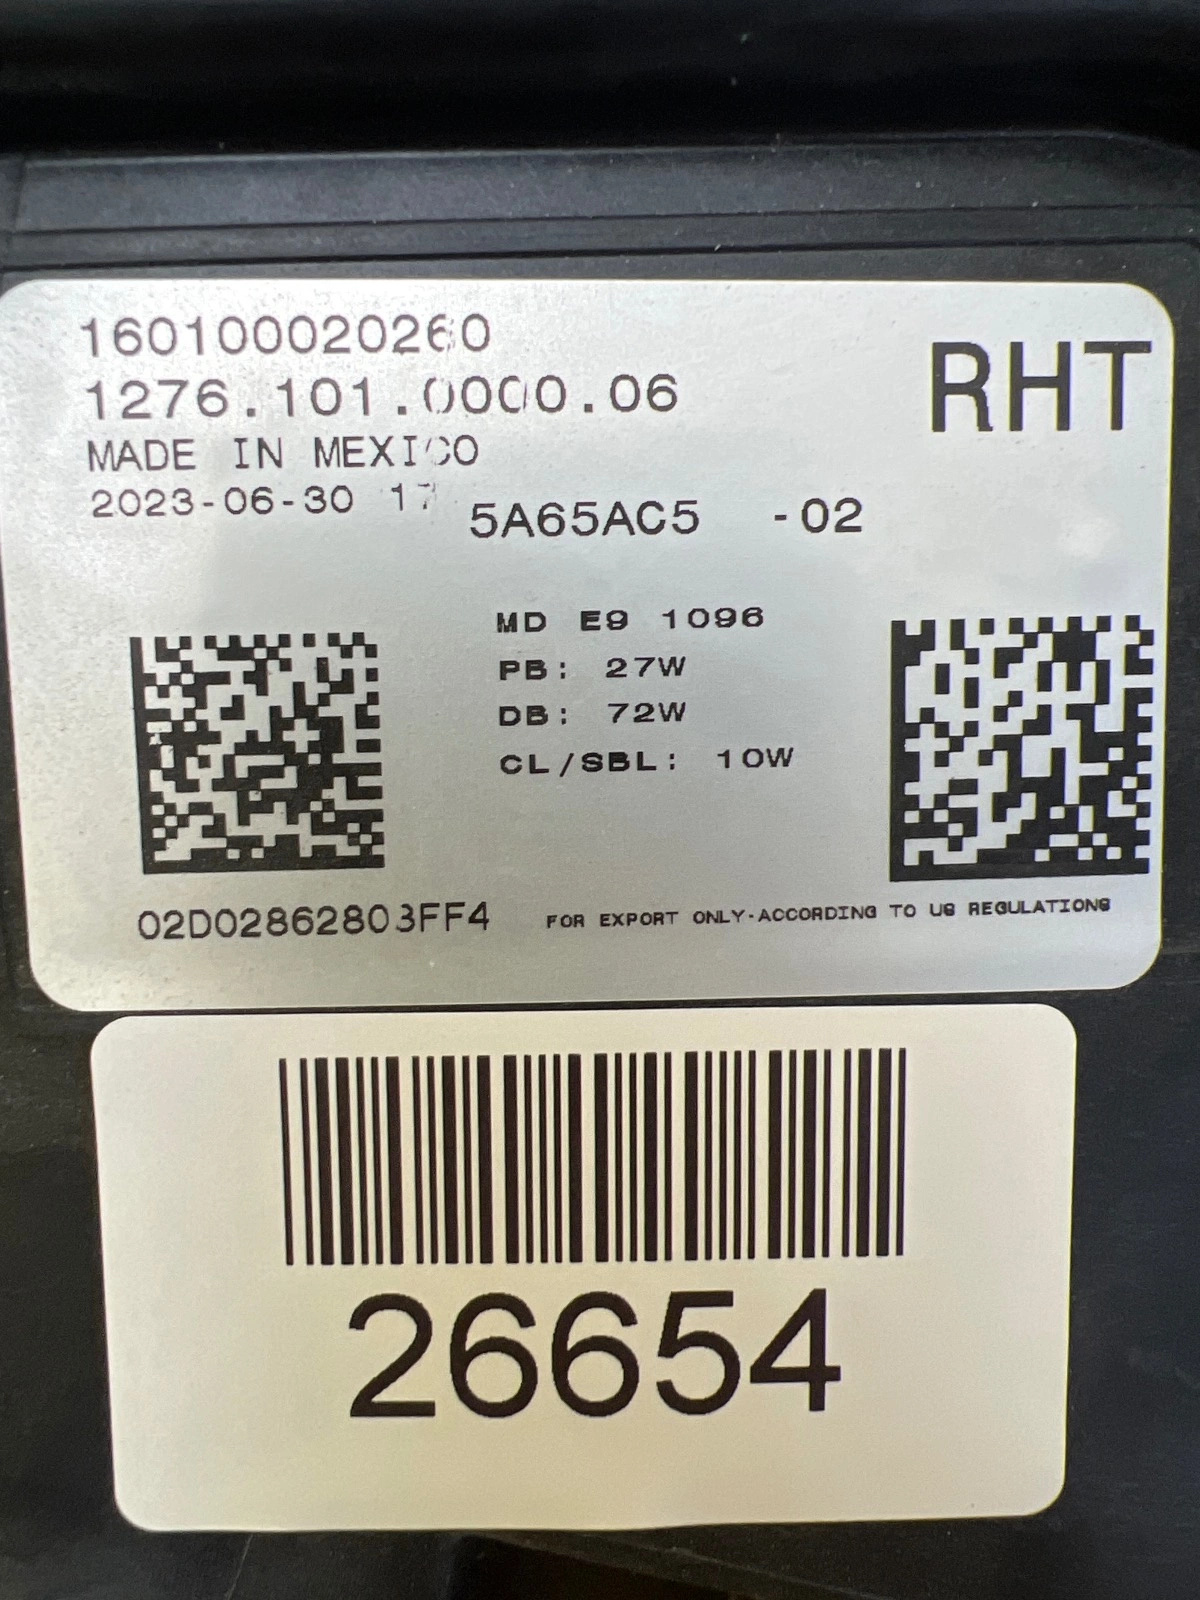 160100020260
RHT
1276.101.0000.06
MADE IN MEXICO
2023-06-30 17
5A65AC5 -02
MD E9 1096
PB: 27W
DB: 72W
CL/SBL: 10W
02D02862803FF4
FOR EXPORT ONLY-ACCORDING TO US REGULATIONS
26654